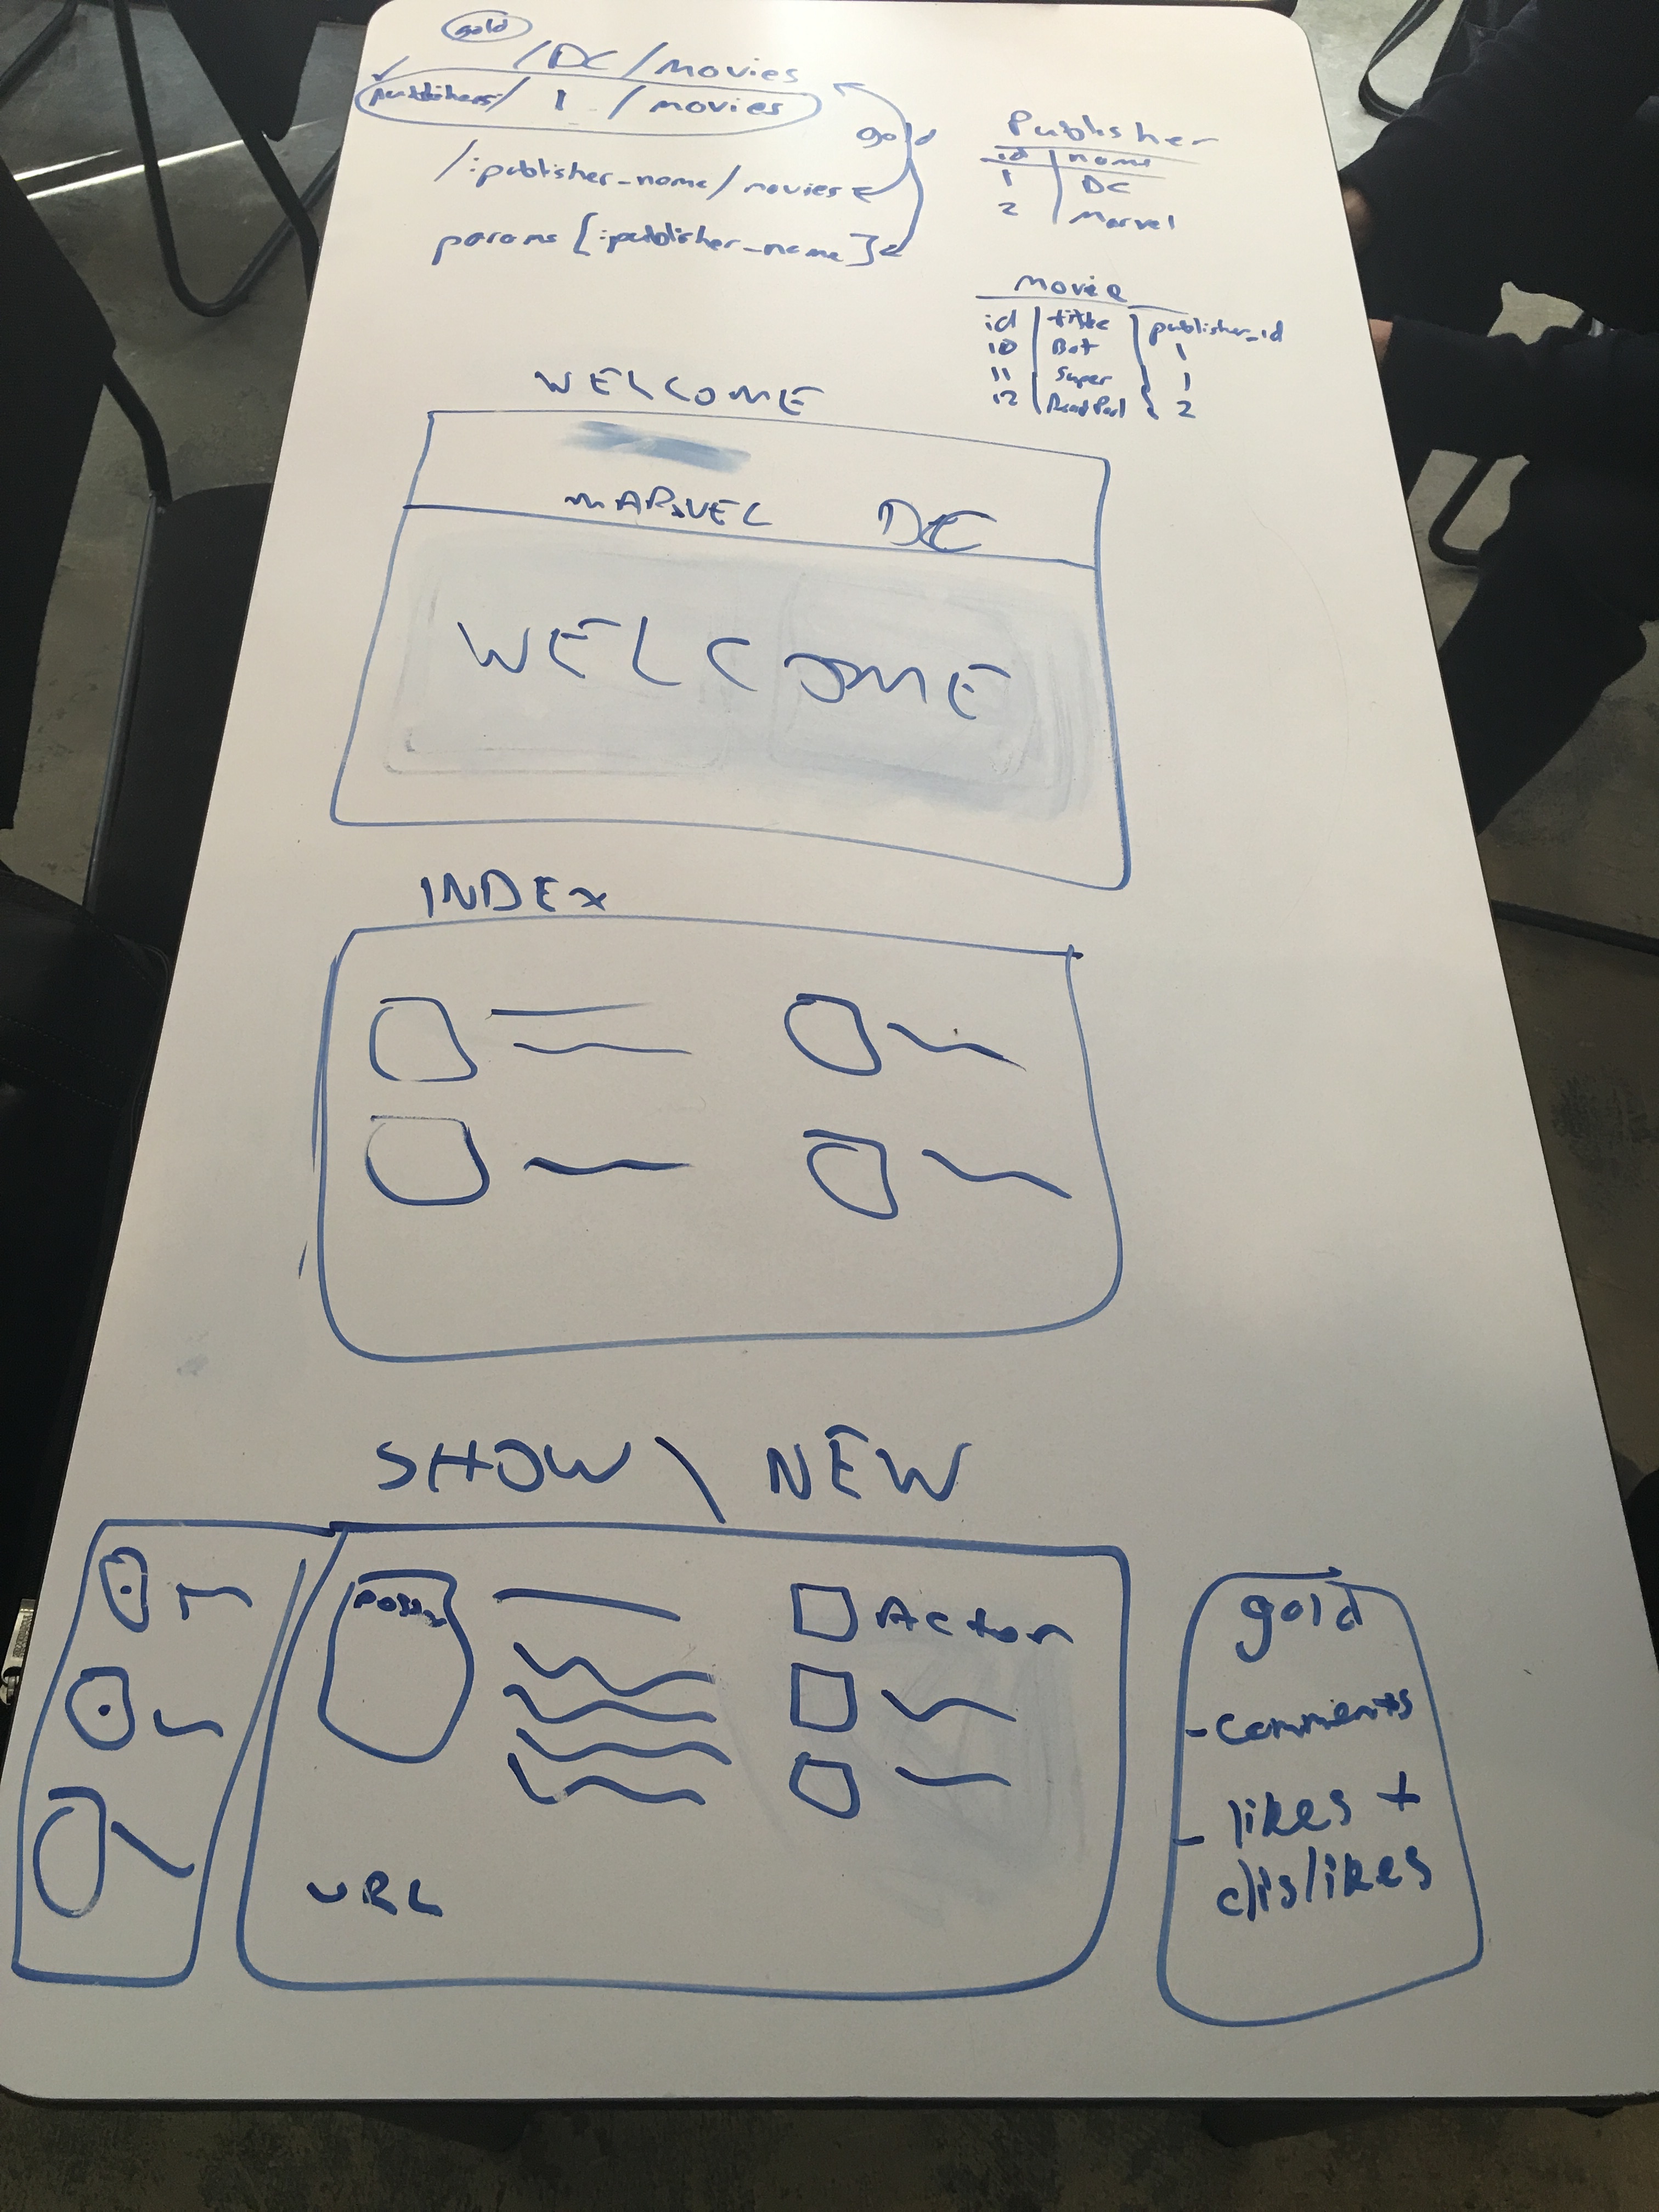 gold
/DC/movies
publishers/ 1 /movies
gold
/:publisher_name/movies
params [:publisher_name]
Publisher
id name
1 DC
2 Marvel
Movie
id title publisher_id
10 Bat 1
11 Super 1
12 DeadPool 2
WELCOME
MARVEL DC
WELCOME
INDEX
SHOW \ NEW
Poster
Action
URL
gold
- comments
- likes +
dislikes